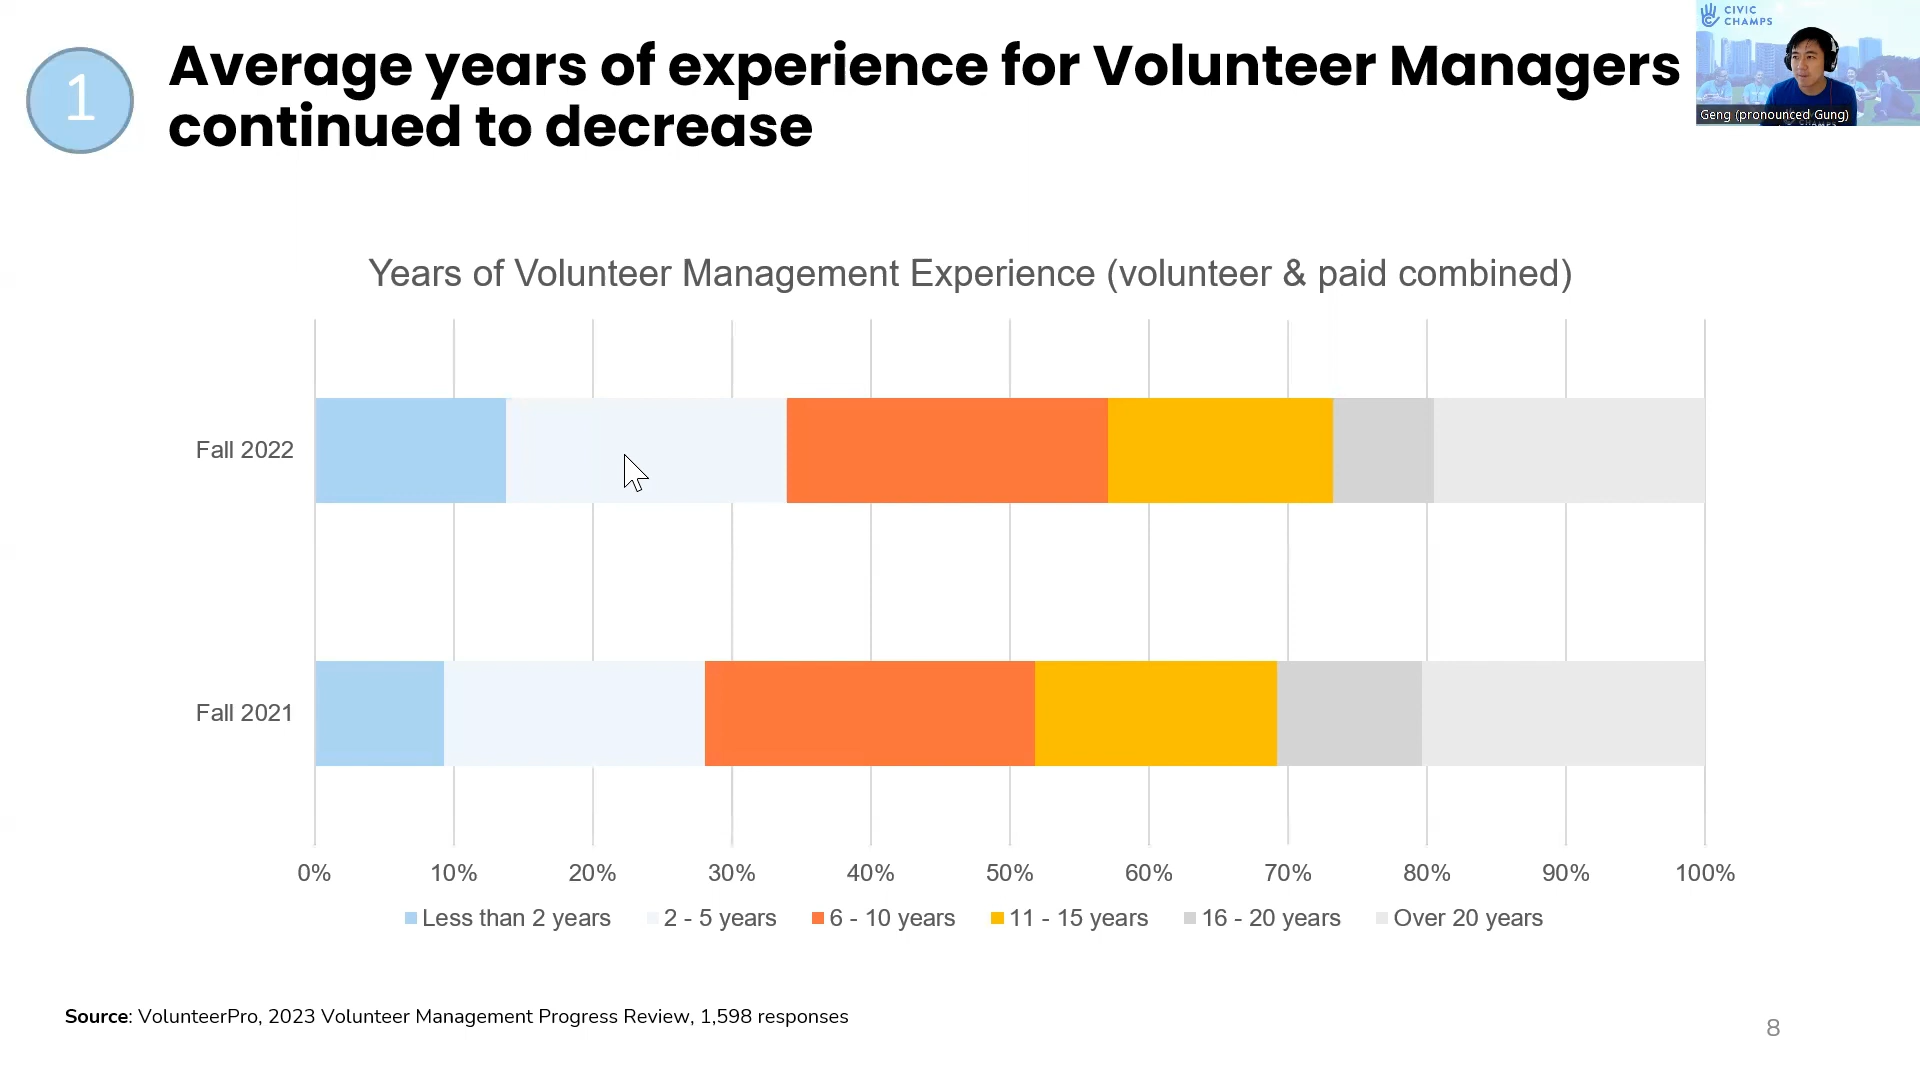 1
Average years of experience for Volunteer Managers
continued to decrease
CIVIC
CHAMPS
Geng (pronounced Gung)
Years of Volunteer Management Experience (volunteer & paid combined)
Fall 2022
Fall 2021
0% 10% 20% 30% 40% 50% 60% 70% 80% 90% 100%
Less than 2 years 2 - 5 years 6 - 10 years 11 - 15 years 16 - 20 years Over 20 years
Source: VolunteerPro, 2023 Volunteer Management Progress Review, 1,598 responses
8